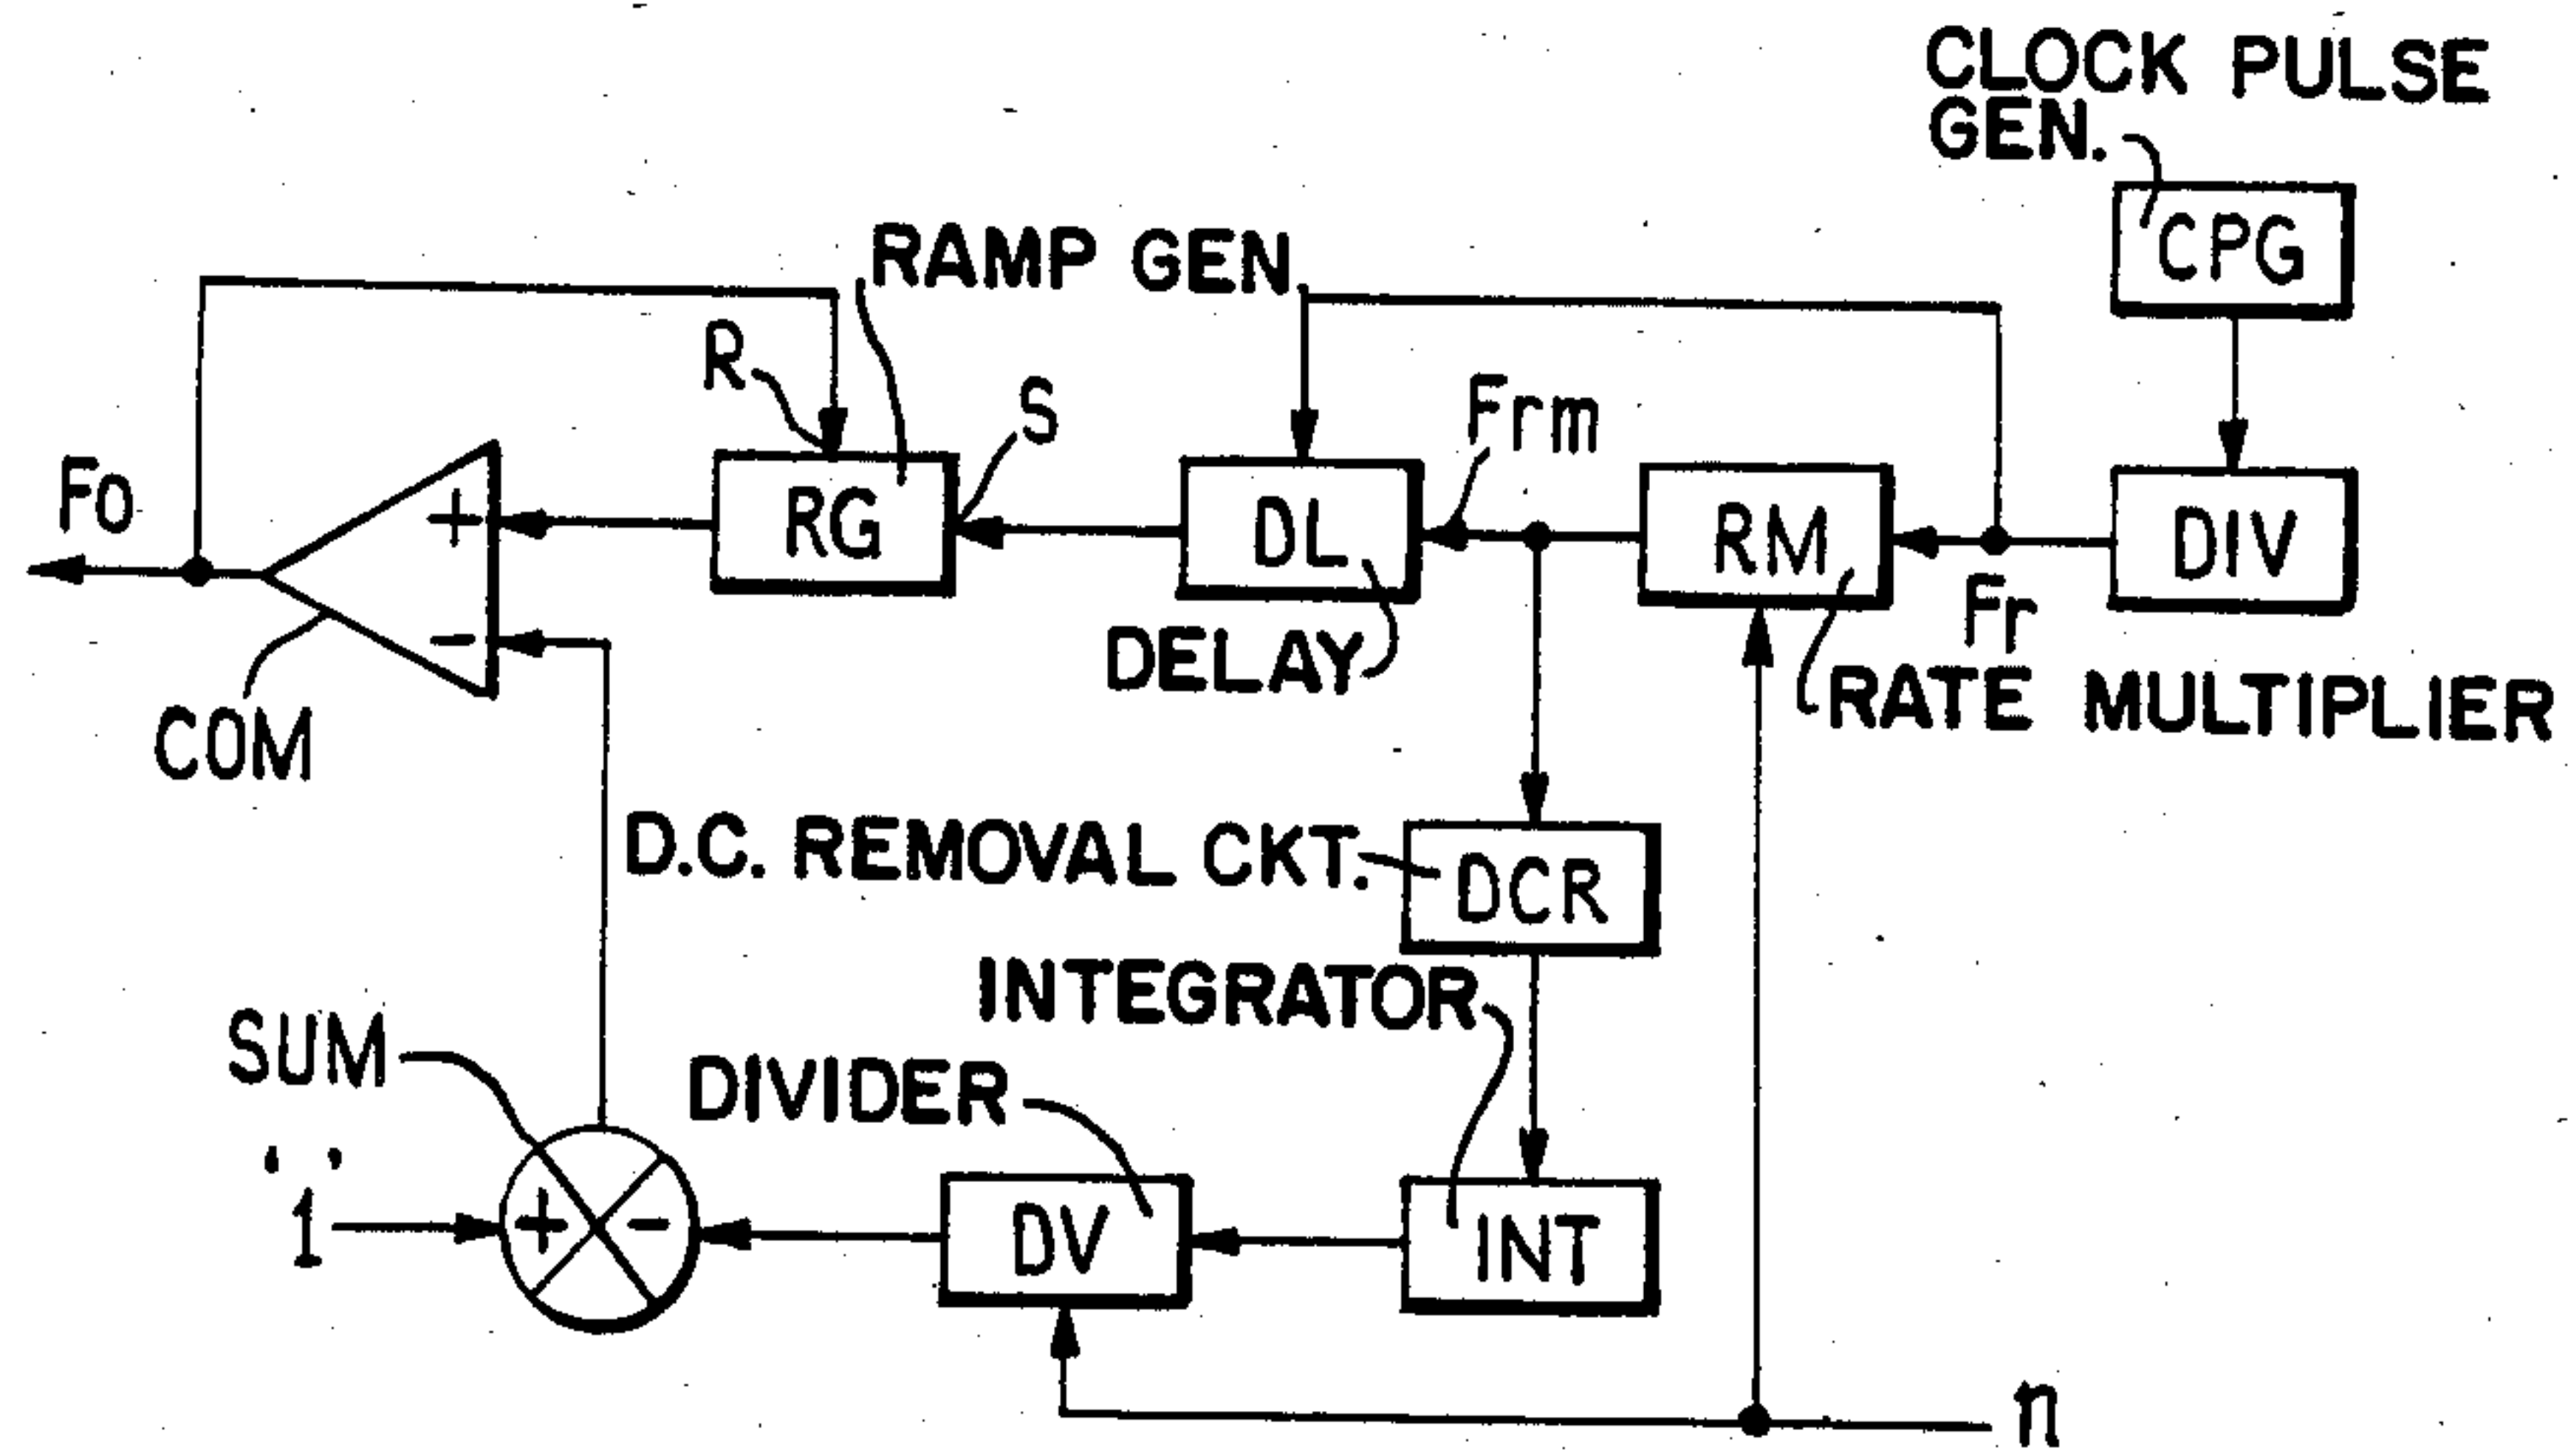 CLOCK PULSE
GEN.
CPG
RAMP GEN.
R
S
Frm
Fo
+
RG
DL
RM
DIV
Fr
-
DELAY
RATE MULTIPLIER
COM
D.C. REMOVAL CKT.
DCR
INTEGRATOR
SUM
DIVIDER
'1'
+
-
DV
INT
n